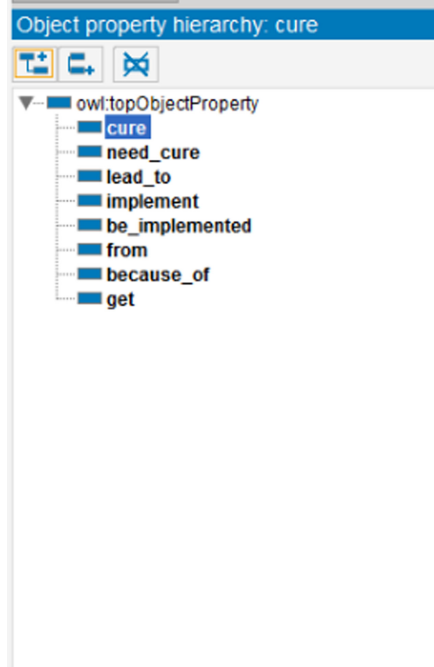 Object property hierarchy: cure
owl:topObjectProperty
cure
need_cure
lead_to
implement
be_implemented
from
because_of
get